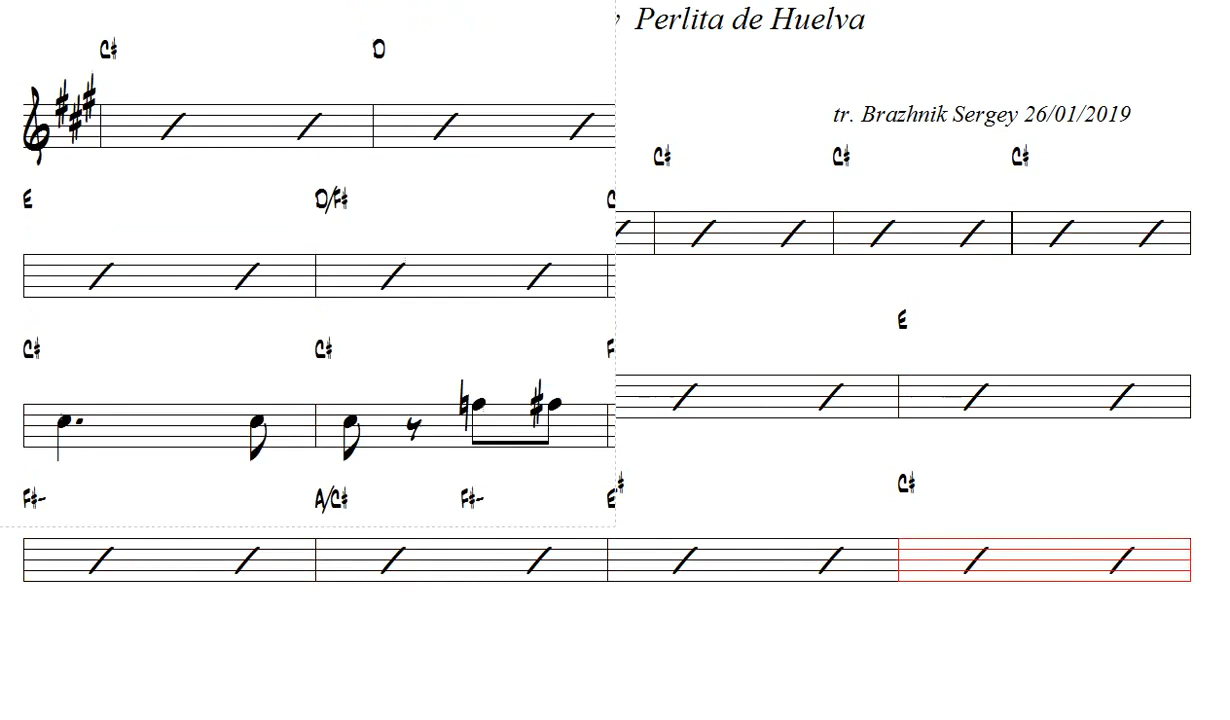 Perlita de Huelva
C# D
tr. Brazhnik Sergey 26/01/2019
C# C# C#
E D/F#
E
C# C#
C#
F#- A/C# F#-